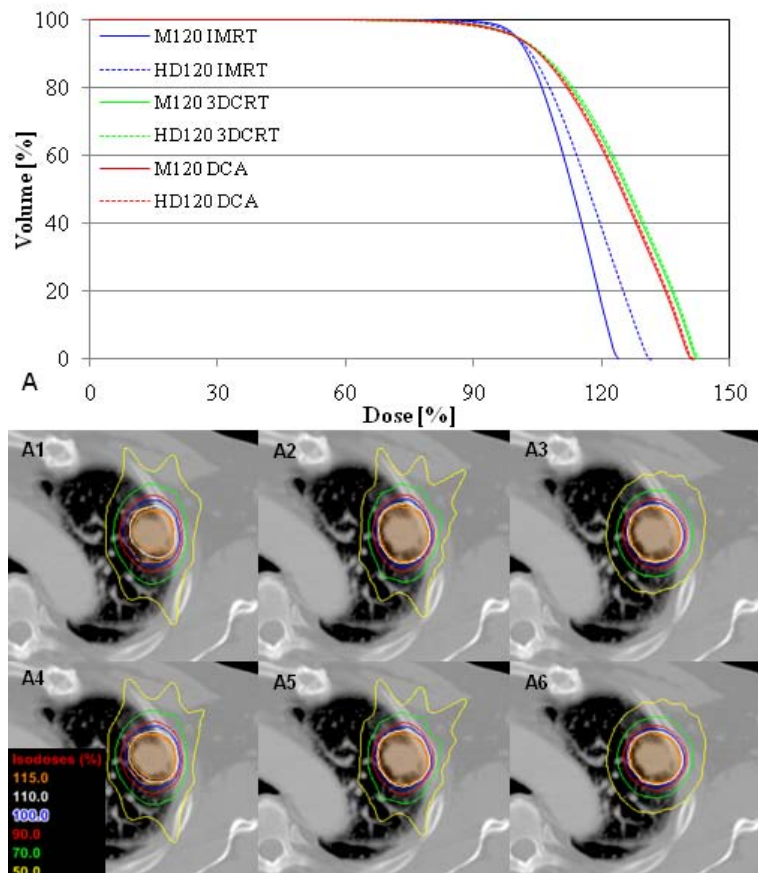 100
80
60
40
20
0
Volume [%]
M120 IMRT
HD120 IMRT
M120 3DCRT
HD120 3DCRT
M120 DCA
HD120 DCA
A
0 30 60 90 120 150
Dose [%]
A1 A2 A3
A4 A5 A6
Isodoses (%)
115.0
110.0
100.0
90.0
70.0
50.0